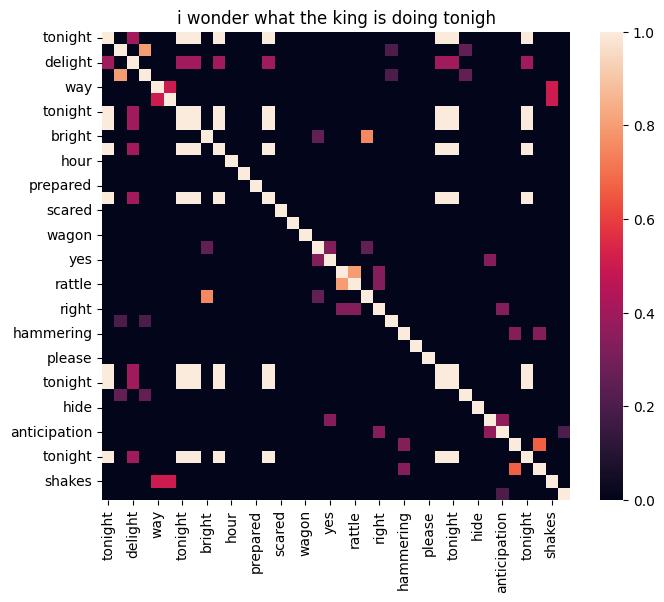 i wonder what the king is doing tonigh
tonight
delight
way
tonight
bright
hour
prepared
scared
wagon
yes
rattle
right
hammering
please
tonight
hide
anticipation
tonight
shakes
1.0
0.8
0.6
0.4
0.2
0.0
tonight
delight
way
tonight
bright
hour
prepared
scared
wagon
yes
rattle
right
hammering
please
tonight
hide
anticipation
tonight
shakes